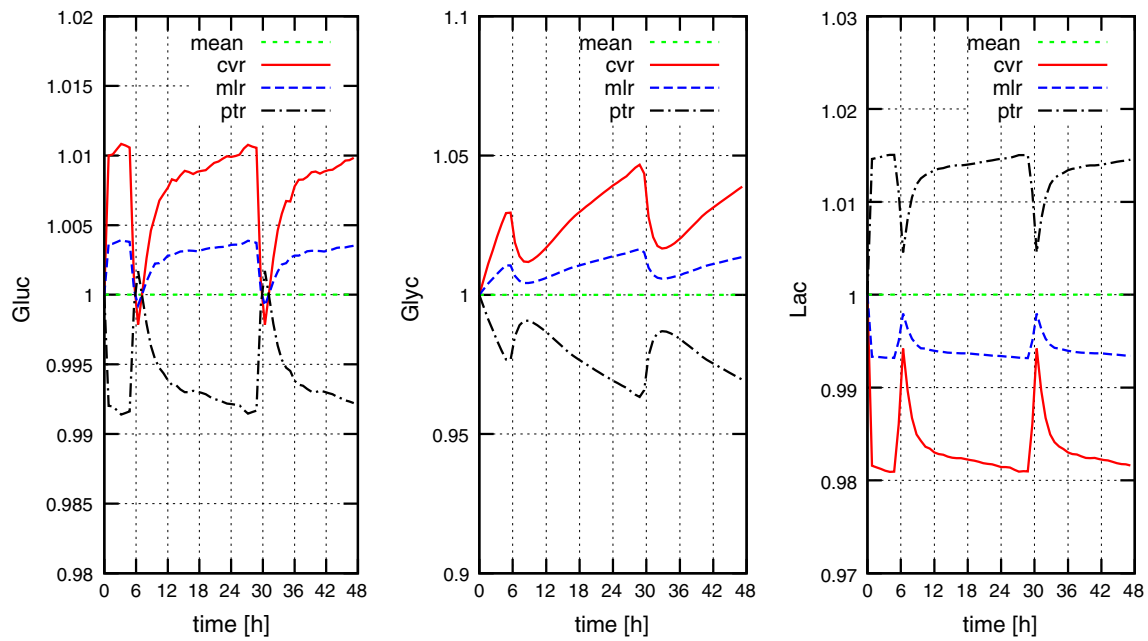 Gluc
1.02
1.015
1.01
1.005
1
0.995
0.99
0.985
0.98
mean
cvr
mlr
ptr
0 6 12 18 24 30 36 42 48
time [h]
Glyc
1.1
1.05
1
0.95
0.9
mean
cvr
mlr
ptr
0 6 12 18 24 30 36 42 48
time [h]
Lac
1.03
1.02
1.01
1
0.99
0.98
0.97
mean
cvr
mlr
ptr
0 6 12 18 24 30 36 42 48
time [h]